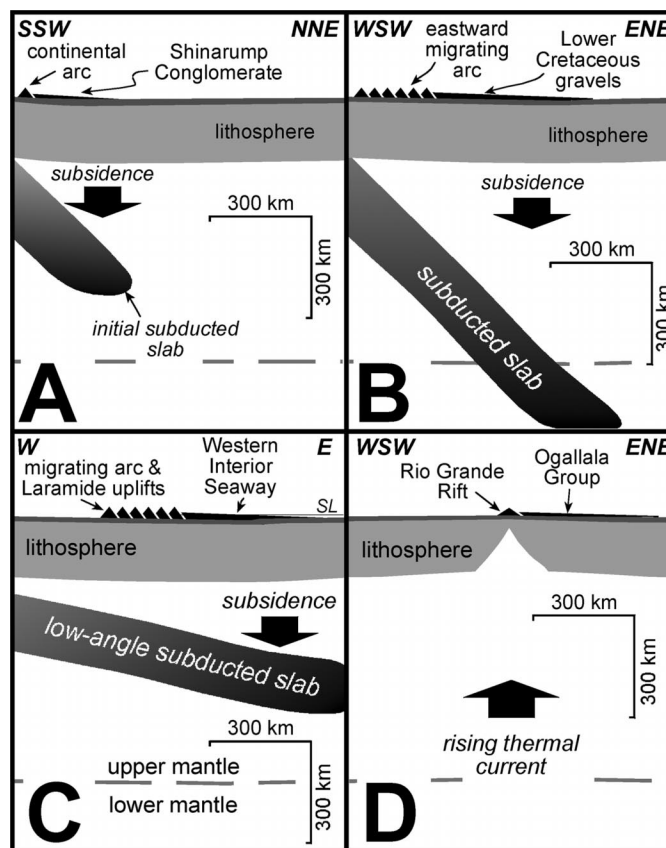 SSW
NNE
continental
arc
Shinarump
Conglomerate
lithosphere
subsidence
300 km
300 km
initial subducted
slab
A
WSW
ENE
eastward
migrating
arc
Lower
Cretaceous
gravels
lithosphere
subsidence
300 km
300 km
subducted slab
B
W
E
migrating arc &
Laramide uplifts
Western
Interior
Seaway
SL
lithosphere
subsidence
low-angle subducted slab
300 km
300 km
upper mantle
lower mantle
C
WSW
ENE
Rio Grande
Rift
Ogallala
Group
lithosphere
300 km
300 km
rising thermal
current
D